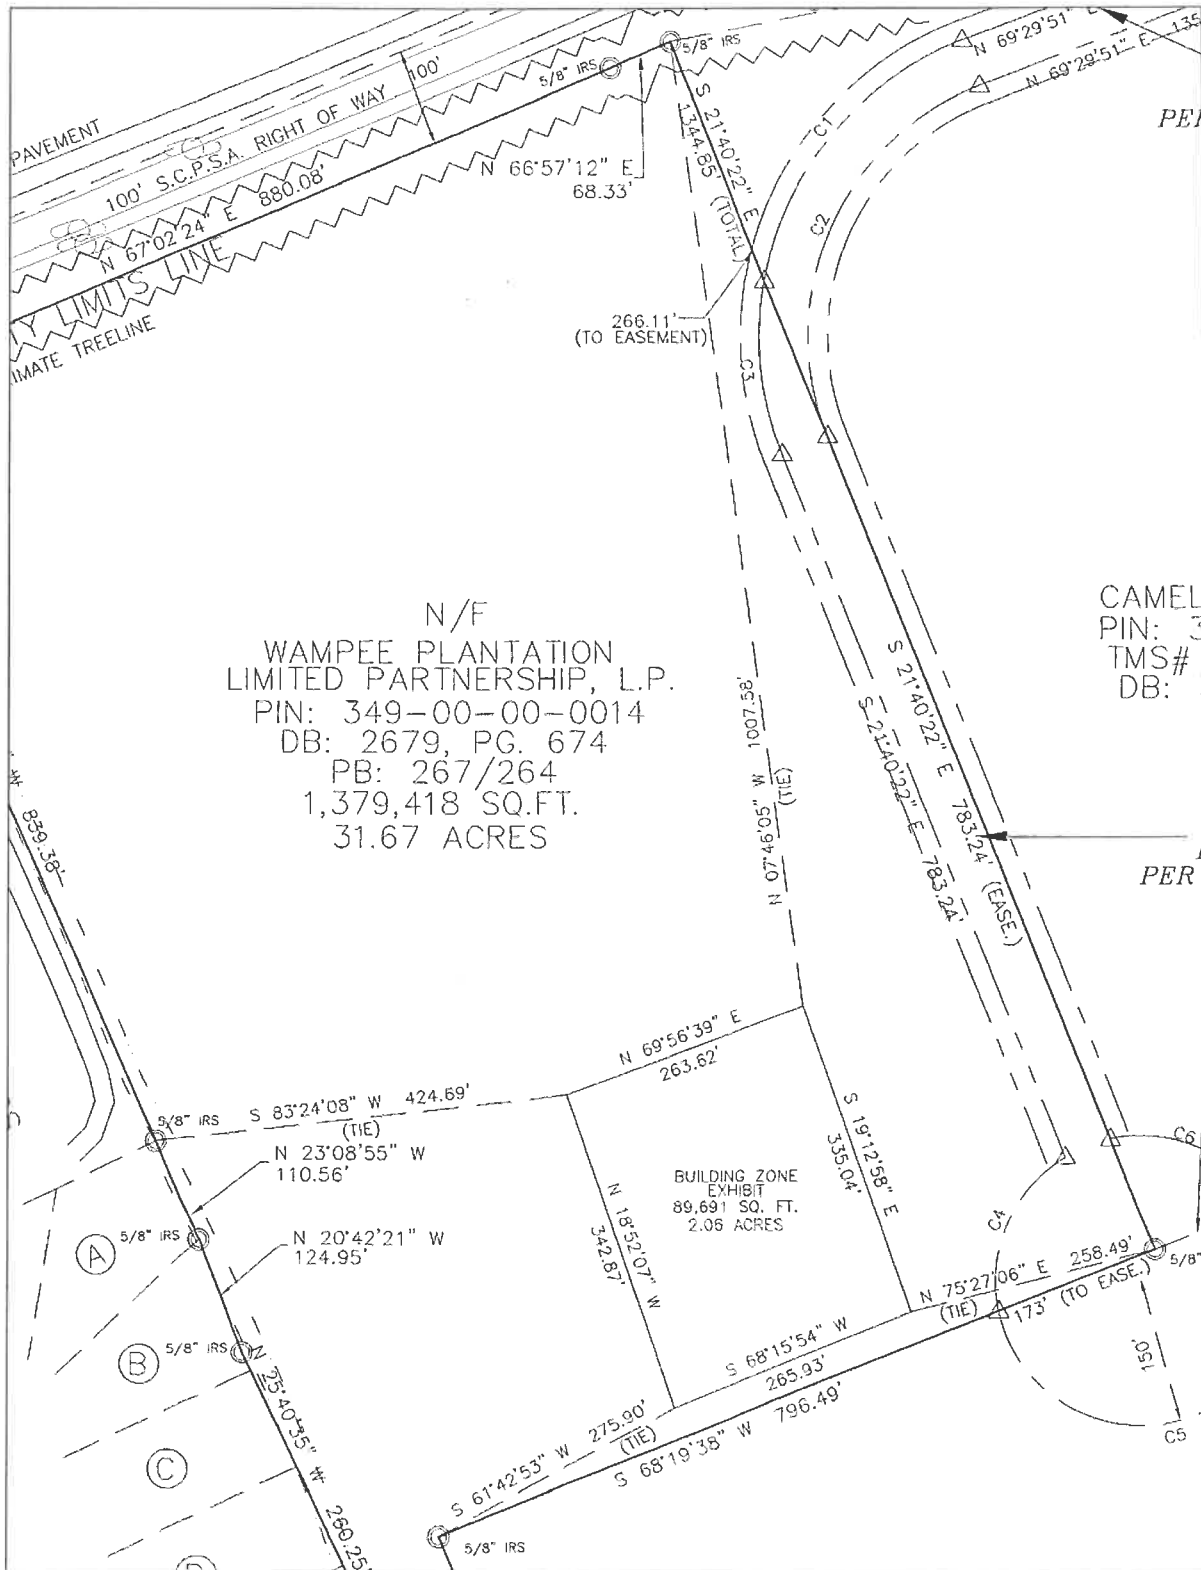 PAVEMENT
100' S.C.P.S.A. RIGHT OF WAY
100'
N 67°02'24" E 880.08'
LIMITS LINE
TREELINE
5/8" IRS
5/8" IRS
N 66°57'12" E
68.33'
S 21°40'22" E
1344.85' (TOTAL)
266.11'
(TO EASEMENT)
C1
C2
C3
N 69°29'51"
N 69°29'51" E 135
PER
N/F
WAMPEE PLANTATION
LIMITED PARTNERSHIP, L.P.
PIN: 349-00-00-0014
DB: 2679, PG. 674
PB: 267/264
1,379,418 SQ.FT.
31.67 ACRES
CAMEL
PIN: 3
TMS#
DB:
PER
S 21°40'22" E 783.24' (EASE.)
S 21°40'22" E 783.24'
N 07°46'05" W 1007.58'
(TIE)
W 839.38'
N 69°56'39" E
263.62'
S 83°24'08" W 424.69'
(TIE)
5/8" IRS
N 23°08'55" W
110.56'
N 20°42'21" W
124.95'
BUILDING ZONE
EXHIBIT
89,691 SQ. FT.
2.06 ACRES
S 19°12'58" E
335.04'
N 18°52'07" W
342.87'
A
5/8" IRS
B
5/8" IRS
C
N 25°40'35" W 260.25'
C4
C6
C5
150'
N 75°27'06" E 258.49'
(TIE)
173' (TO EASE.)
5/8"
S 68°15'54" W
265.93'
S 61°42'53" W 275.90'
(TIE)
S 68°19'38" W 796.49'
5/8" IRS